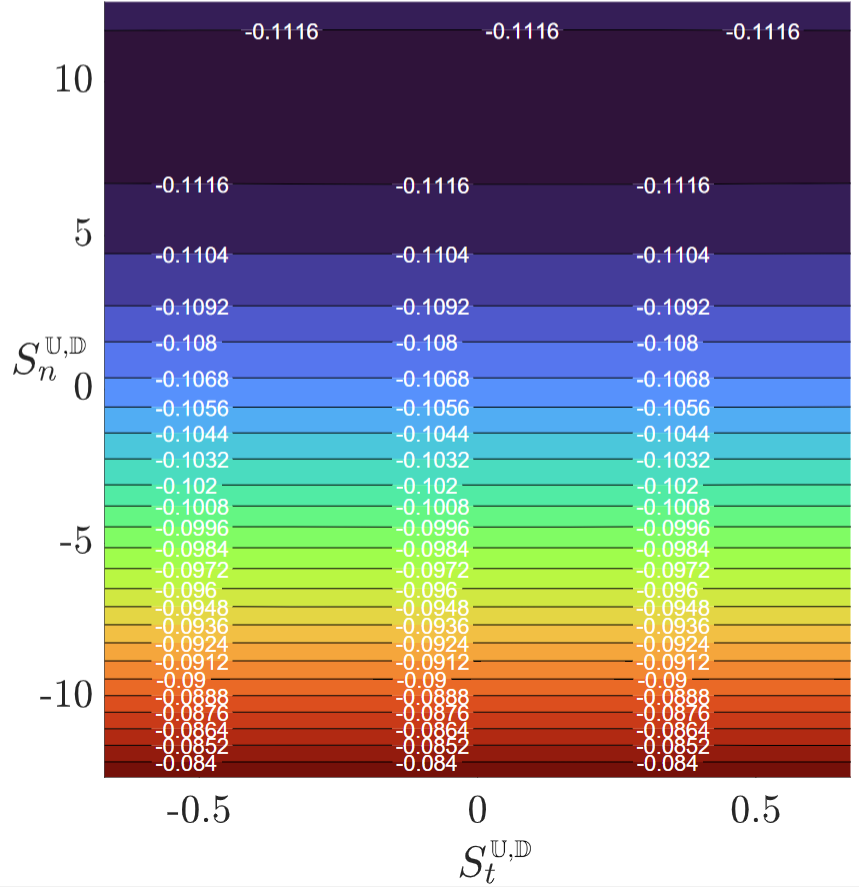 -0.1116 -0.1116 -0.1116
10
-0.1116 -0.1116 -0.1116
5
-0.1104 -0.1104 -0.1104
-0.1092 -0.1092 -0.1092
-0.108 -0.108 -0.108
S_n^{𝕌,𝔻}
-0.1068 -0.1068 -0.1068
0
-0.1056 -0.1056 -0.1056
-0.1044 -0.1044 -0.1044
-0.1032 -0.1032 -0.1032
-0.102 -0.102 -0.102
-0.1008 -0.1008 -0.1008
-0.0996 -0.0996 -0.0996
-5
-0.0984 -0.0984 -0.0984
-0.0972 -0.0972 -0.0972
-0.096 -0.096 -0.096
-0.0948 -0.0948 -0.0948
-0.0936 -0.0936 -0.0936
-0.0924 -0.0924 -0.0924
-0.0912 -0.0912 -0.0912
-0.09 -0.09 -0.09
-10
-0.0888 -0.0888 -0.0888
-0.0876 -0.0876 -0.0876
-0.0864 -0.0864 -0.0864
-0.0852 -0.0852 -0.0852
-0.084 -0.084 -0.084
-0.5 0 0.5
S_t^{𝕌,𝔻}